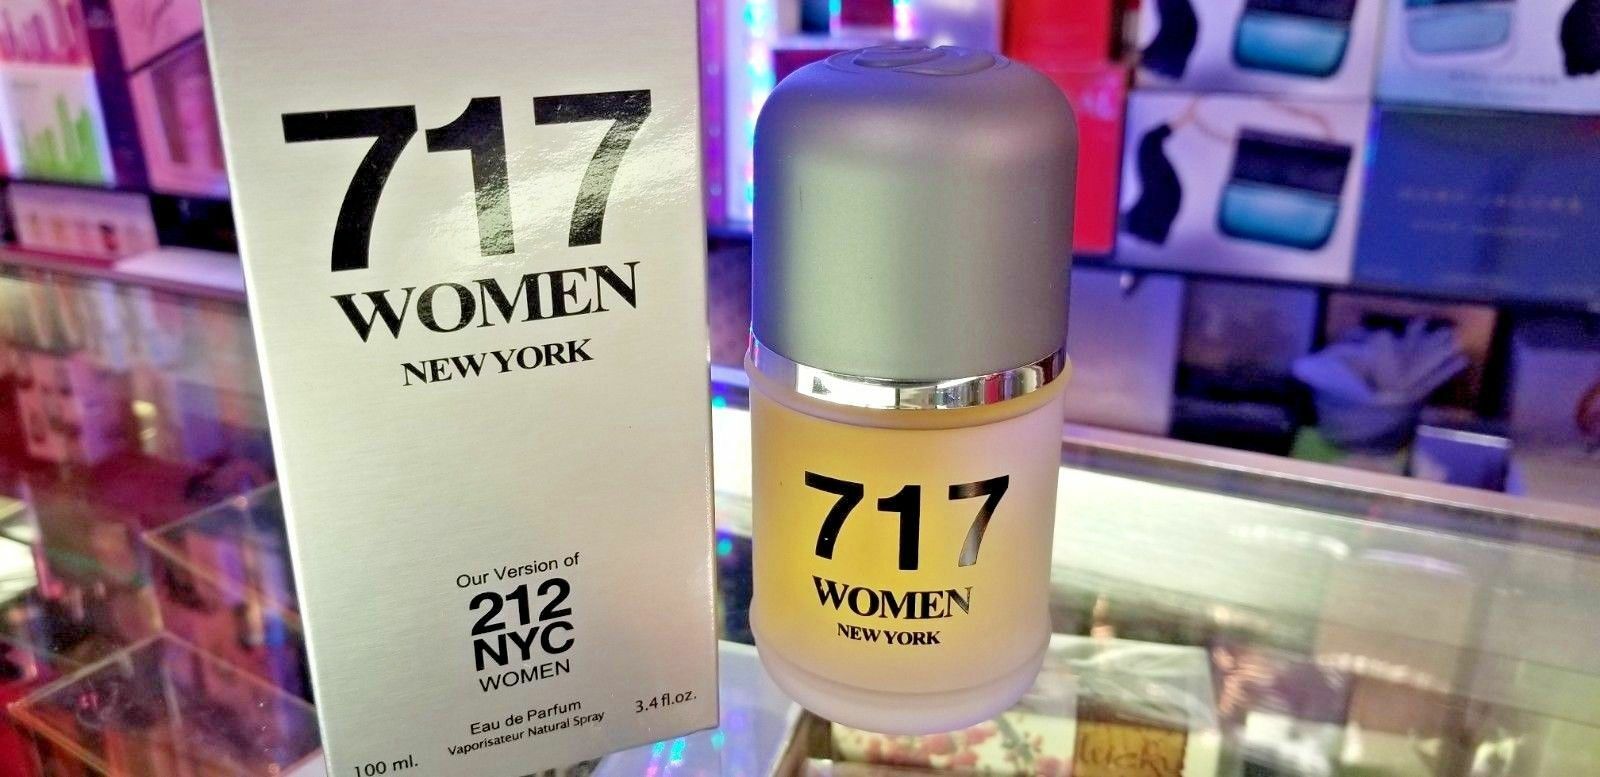 717
WOMEN
NEW YORK
Our Version of
212
NYC
WOMEN
Eau de Parfum
Vaporisateur Natural Spray
100 ml.
3.4 fl.oz.
717
WOMEN
NEW YORK
lucky